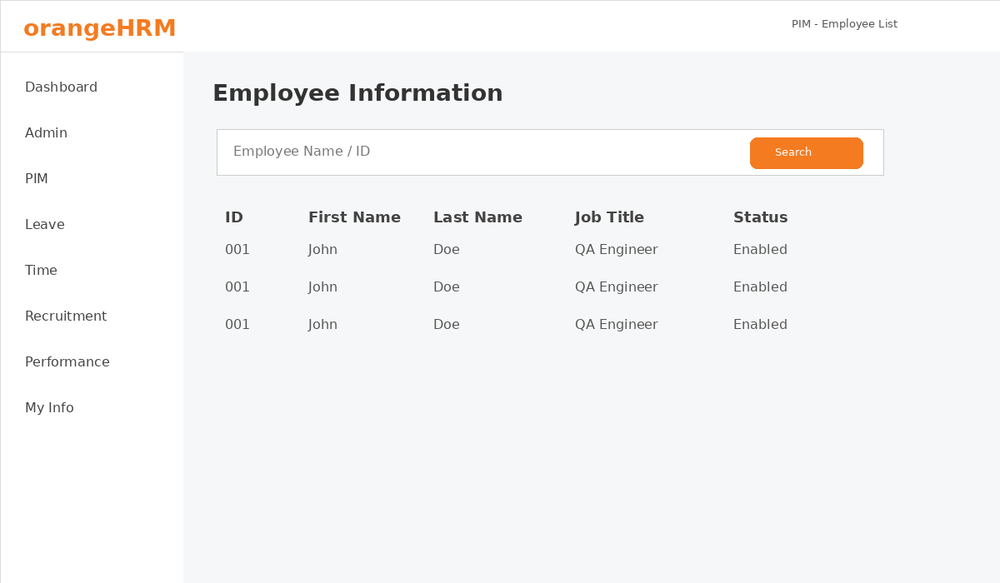 orangeHRM
PIM - Employee List
Dashboard
Admin
PIM
Leave
Time
Recruitment
Performance
My Info
Employee Information
Employee Name / ID
Search
ID First Name Last Name Job Title Status
001 John Doe QA Engineer Enabled
001 John Doe QA Engineer Enabled
001 John Doe QA Engineer Enabled